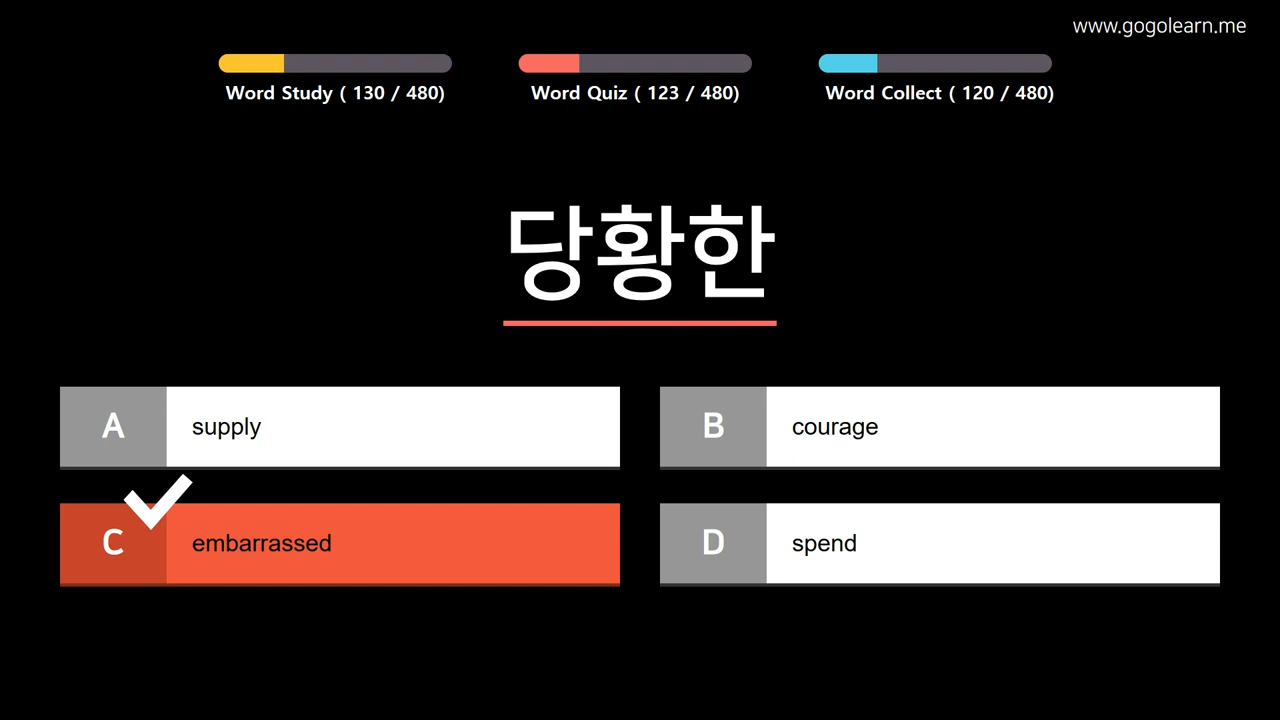 www.gogolearn.me
Word Study ( 130 / 480)
Word Quiz ( 123 / 480)
Word Collect ( 120 / 480)
당황한
A supply
B courage
C embarrassed
D spend